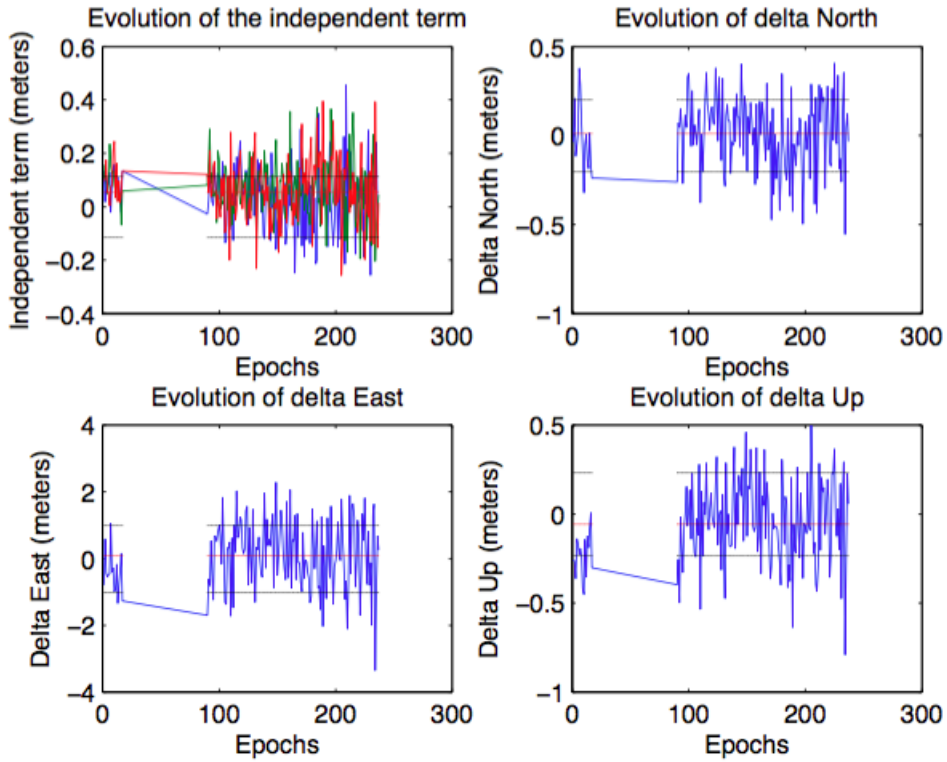 Evolution of the independent term
Independent term (meters)
0.6
0.4
0.2
0
−0.2
−0.4
0 100 200 300
Epochs
Evolution of delta North
Delta North (meters)
0.5
0
−0.5
−1
0 100 200 300
Epochs
Evolution of delta East
Delta East (meters)
4
2
0
−2
−4
0 100 200 300
Epochs
Evolution of delta Up
Delta Up (meters)
0.5
0
−0.5
−1
0 100 200 300
Epochs